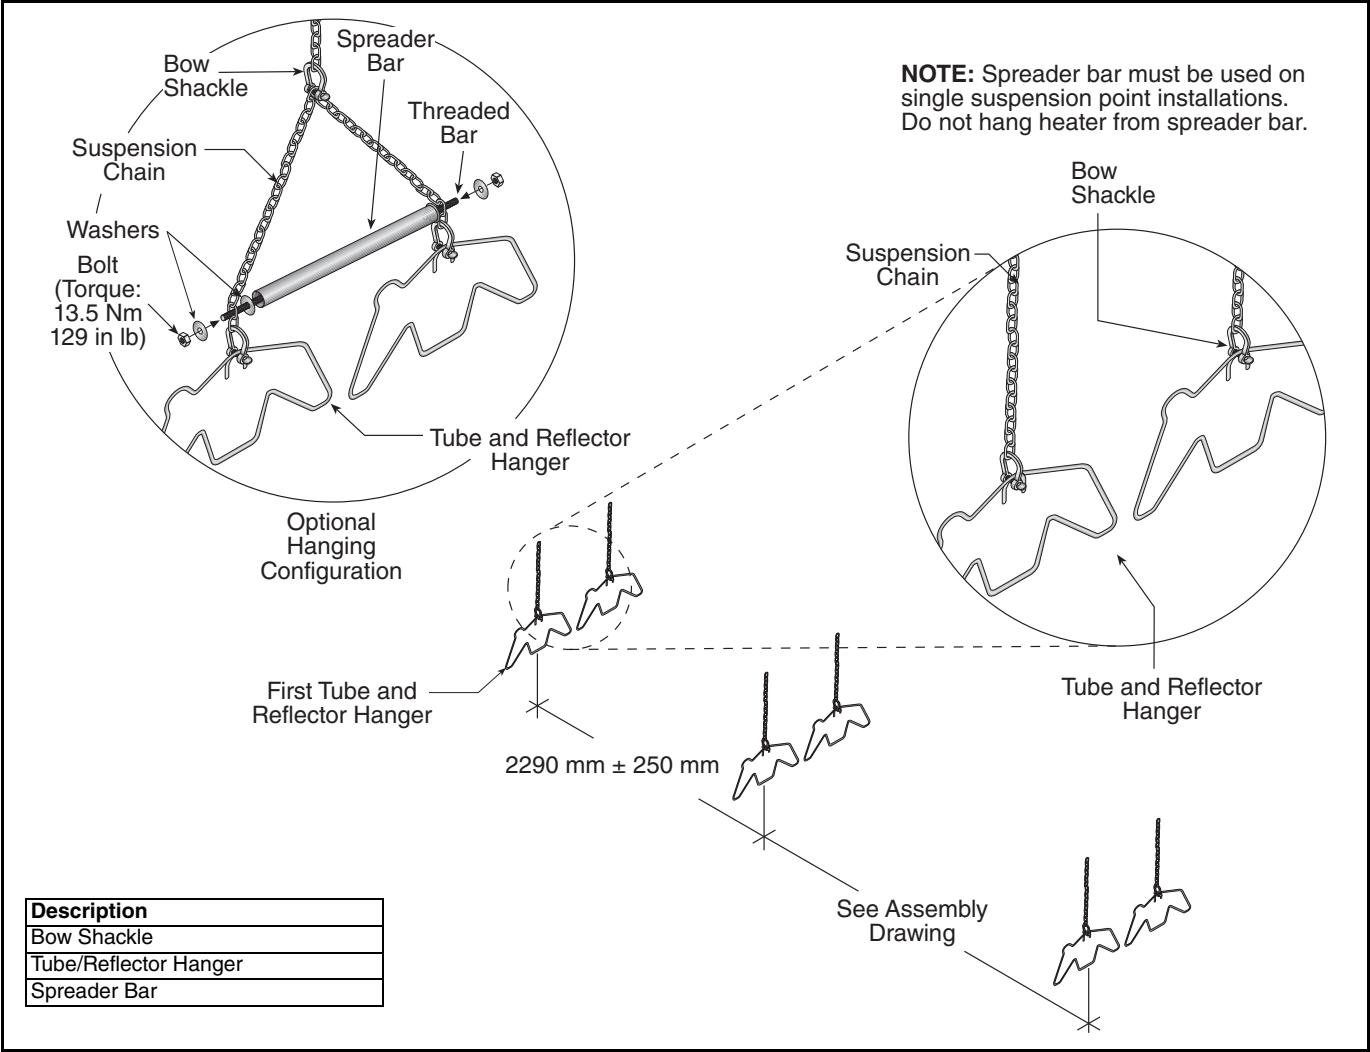 Spreader
Bar
Bow
Shackle
Threaded
Bar
Suspension
Chain
Washers
Bolt
(Torque:
13.5 Nm
129 in lb)
Tube and Reflector
Hanger
Optional
Hanging
Configuration
NOTE: Spreader bar must be used on
single suspension point installations.
Do not hang heater from spreader bar.
Bow
Shackle
Suspension
Chain
Tube and Reflector
Hanger
First Tube and
Reflector Hanger
2290 mm ± 250 mm
See Assembly
Drawing
Description
Bow Shackle
Tube/Reflector Hanger
Spreader Bar